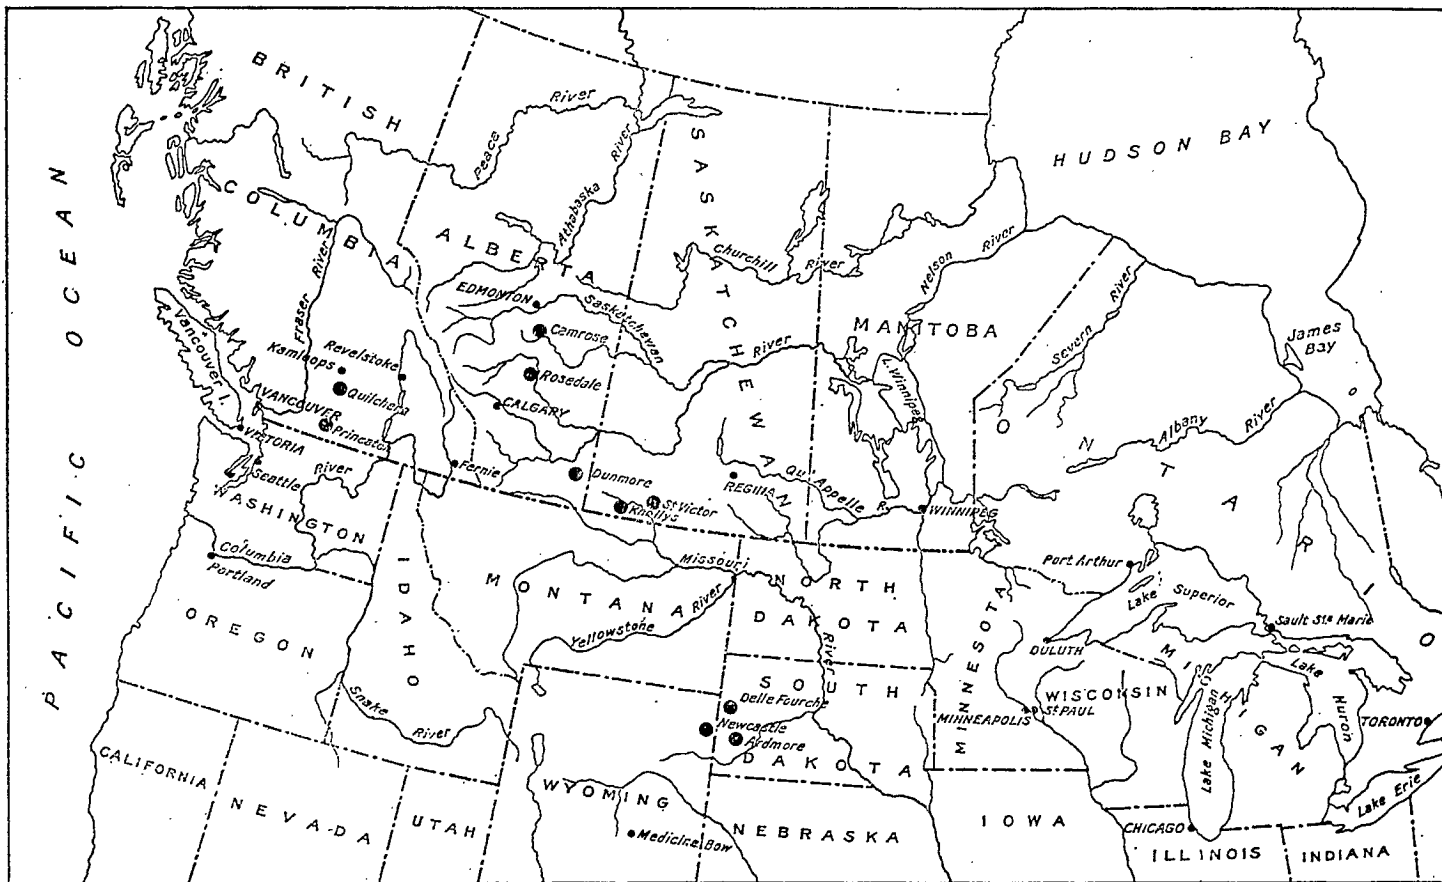 BRITISH
COLUMBIA
PACIFIC OCEAN
Peace River
Athabaska River
ALBERTA
SASKATCHEWAN
Churchill River
Nelson River
HUDSON BAY
MANITOBA
Severn River
James Bay
EDMONTON
Saskatchewan River
Camrose
Fraser River
Revelstoke
Kamloops
Rosedale
Quilchena
CALGARY
L. Winnipeg
Vancouver I.
VANCOUVER
Princeton
VICTORIA
Seattle
River
Fernie
Dunmore
St Victor
Knollys
REGINA
Qu'Appelle R.
WINNIPEG
Albany River
ONTARIO
WASHINGTON
Columbia
Portland
OREGON
IDAHO
MONTANA
Missouri
Yellowstone River
NORTH
DAKOTA
River
MINNESOTA
Port Arthur
Lake Superior
Sault Ste Marie
DULUTH
MICHIGAN
Lake Huron
SOUTH
DAKOTA
Delle Fourche
Newcastle
Ardmore
MINNEAPOLIS
ST PAUL
WISCONSIN
Lake Michigan
TORONTO
Snake River
CALIFORNIA
NEVADA
UTAH
WYOMING
Medicine Bow
NEBRASKA
IOWA
CHICAGO
ILLINOIS
INDIANA
Lake Erie